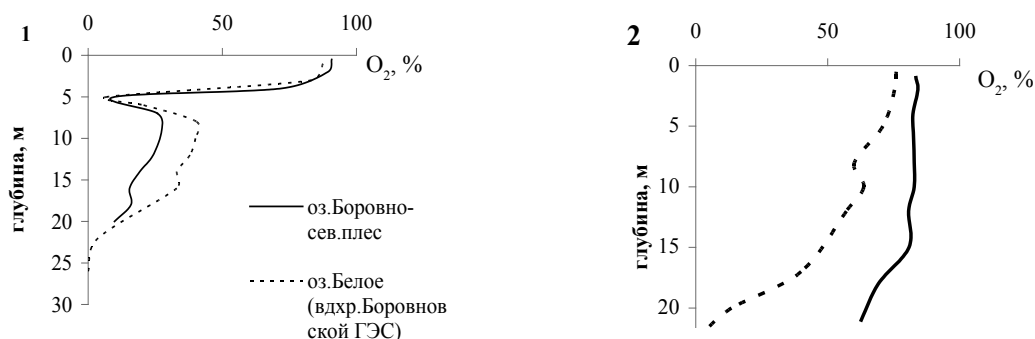 1
0 50 100
O2, %
0
5
10
15
20
25
30
глубина, м
оз.Боровно-
сев.плес
оз.Белое
(вдхр.Боровнов
ской ГЭС)
2
0 50 100
O2, %
0
5
10
15
20
глубина, м